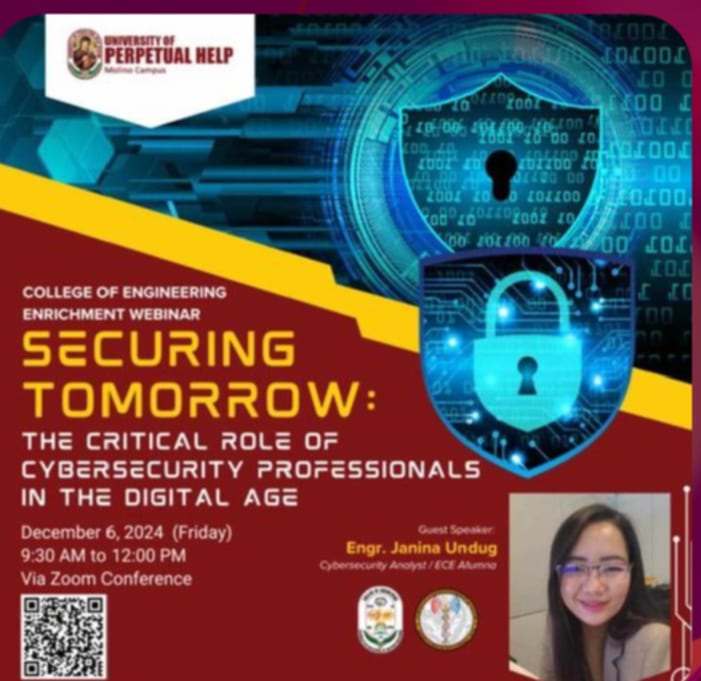 UNIVERSITY OF
PERPETUAL HELP
Molino Campus
COLLEGE OF ENGINEERING
ENRICHMENT WEBINAR
SECURING
TOMORROW:
THE CRITICAL ROLE OF
CYBERSECURITY PROFESSIONALS
IN THE DIGITAL AGE
December 6, 2024 (Friday)
9:30 AM to 12:00 PM
Via Zoom Conference
Guest Speaker:
Engr. Janina Undug
Cybersecurity Analyst / ECE Alumna